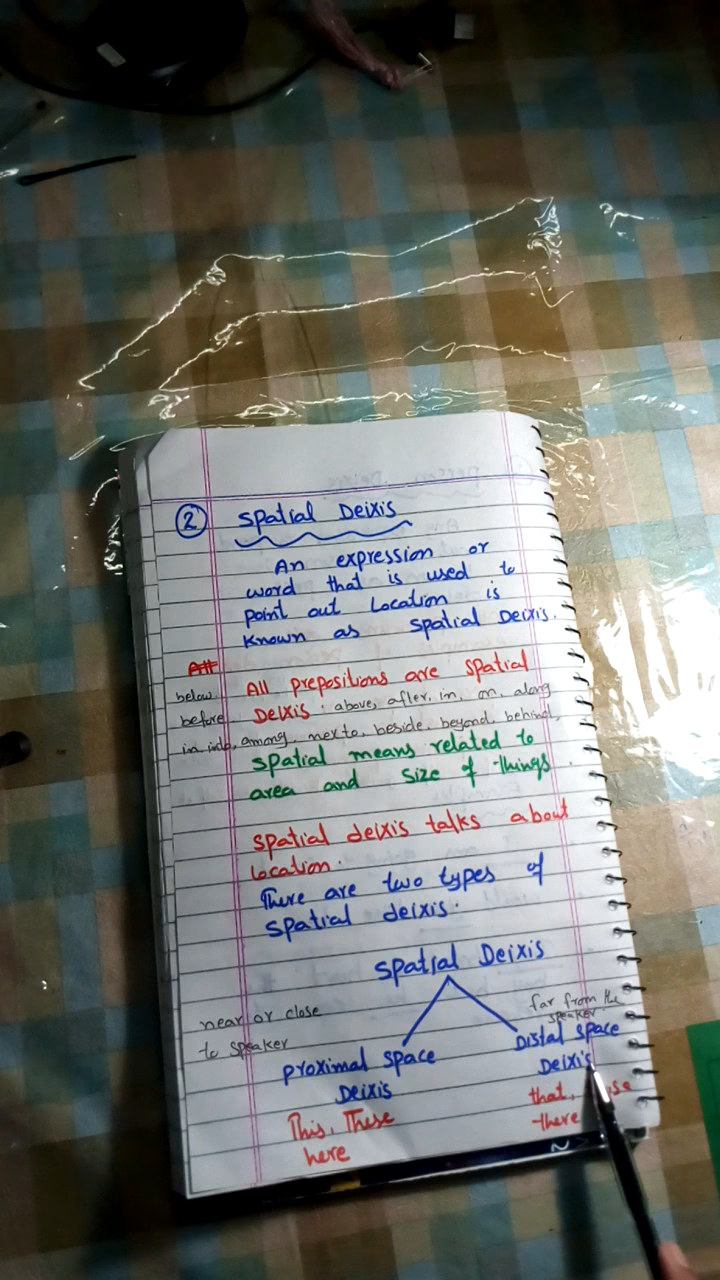 2 Spatial Deixis
An expression or
word that is used to
point out Location is
known as Spatial Deixis.
All prepositions are spatial
below Deixis. above, after, in, on, along
before
in, into, among, next to, beside, beyond, behind,
Spatial means related to
area and size of things.
Spatial deixis talks about
Location.
There are two types of
spatial deixis.
Spatial Deixis
near or close
to speaker
far from the
speaker
proximal space
Deixis
Distal space
Deixis
This, These
here
that,
there